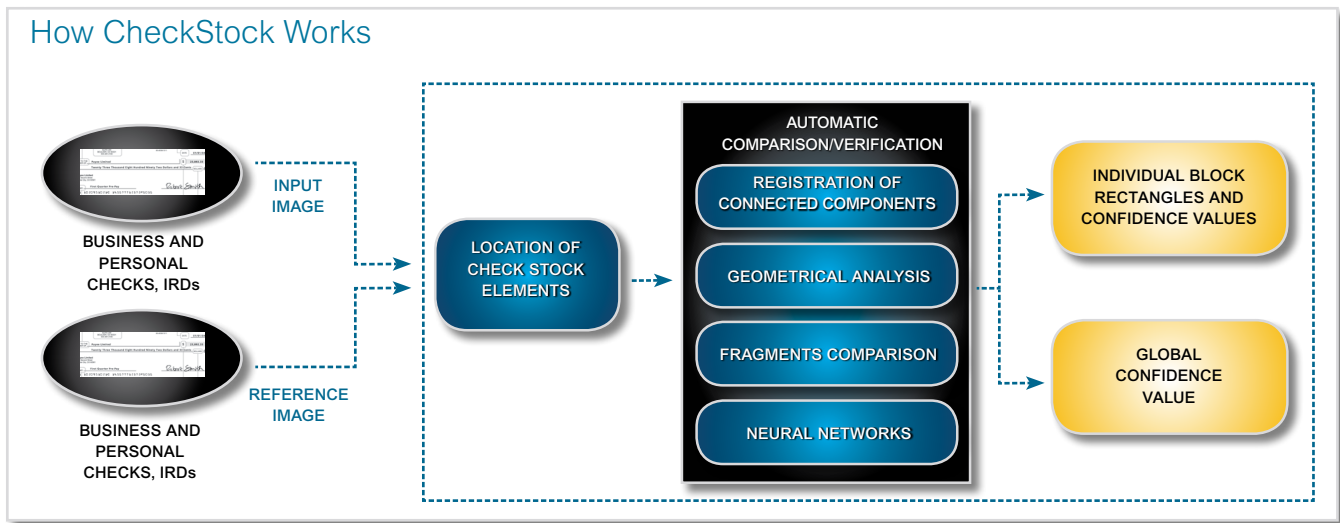 How CheckStock Works
BUSINESS AND
PERSONAL
CHECKS, IRDs
INPUT
IMAGE
BUSINESS AND
PERSONAL
CHECKS, IRDs
REFERENCE
IMAGE
LOCATION OF
CHECK STOCK
ELEMENTS
AUTOMATIC
COMPARISON/VERIFICATION
REGISTRATION OF
CONNECTED COMPONENTS
GEOMETRICAL ANALYSIS
FRAGMENTS COMPARISON
NEURAL NETWORKS
INDIVIDUAL BLOCK
RECTANGLES AND
CONFIDENCE VALUES
GLOBAL
CONFIDENCE
VALUE